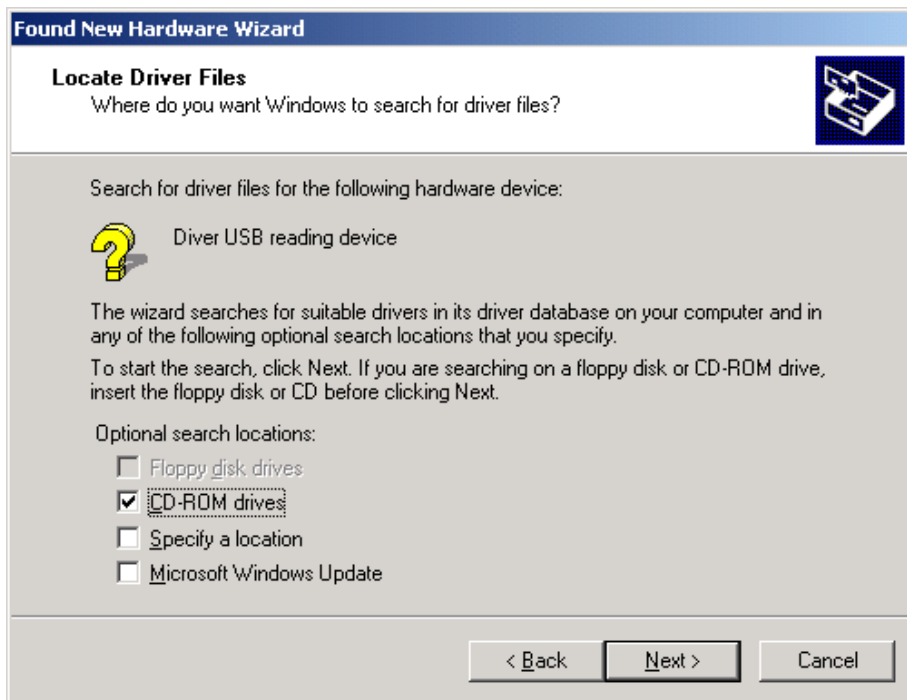 Found New Hardware Wizard
Locate Driver Files
Where do you want Windows to search for driver files?
Search for driver files for the following hardware device:
Diver USB reading device
The wizard searches for suitable drivers in its driver database on your computer and in
any of the following optional search locations that you specify.
To start the search, click Next. If you are searching on a floppy disk or CD-ROM drive,
insert the floppy disk or CD before clicking Next.
Optional search locations:
Floppy disk drives
CD-ROM drives
Specify a location
Microsoft Windows Update
< Back Next > Cancel